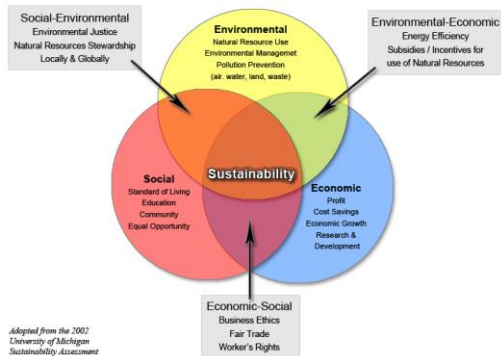 Social-Environmental
Environmental Justice
Natural Resources Stewardship
Locally & Globally
Environmental
Natural Resource Use
Environmental Managemet
Pollution Prevention
(air. water, land, waste)
Environmental-Economic
Energy Efficiency
Subsidies / Incentives for
use of Natural Resources
Social
Standard of Living
Education
Community
Equal Opportunity
Sustainability
Economic
Profit
Cost Savings
Economic Growth
Research &
Development
Economic-Social
Business Ethics
Fair Trade
Worker's Rights
Adopted from the 2002
University of Michigan
Sustainability Assessment